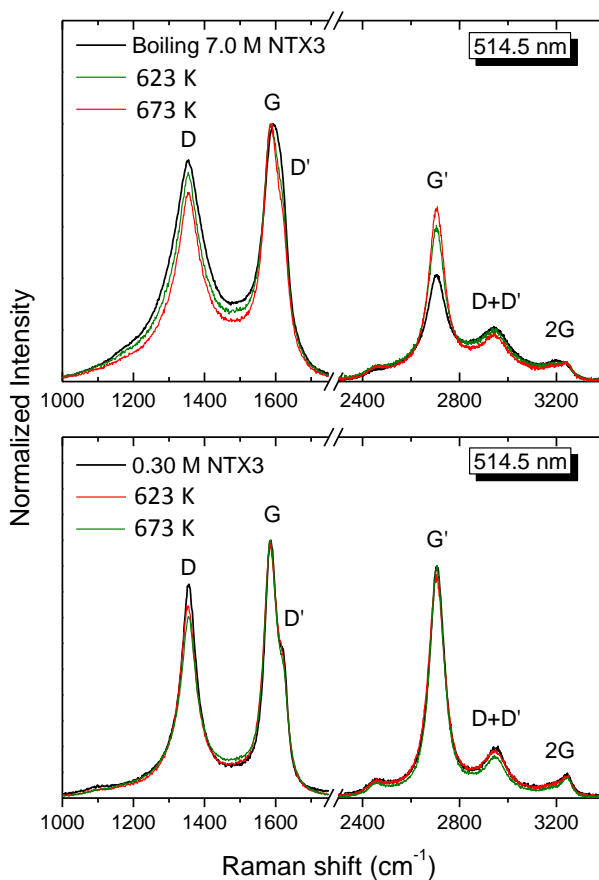 Boiling 7.0 M NTX3
514.5 nm
623 K
673 K
G
D
D'
G'
D+D'
2G
1000 1200 1400 1600 2400 2800 3200
0.30 M NTX3
514.5 nm
623 K
673 K
G
G'
D
D'
D+D'
2G
1000 1200 1400 1600 2400 2800 3200
Normalized Intensity
Raman shift (cm⁻¹)